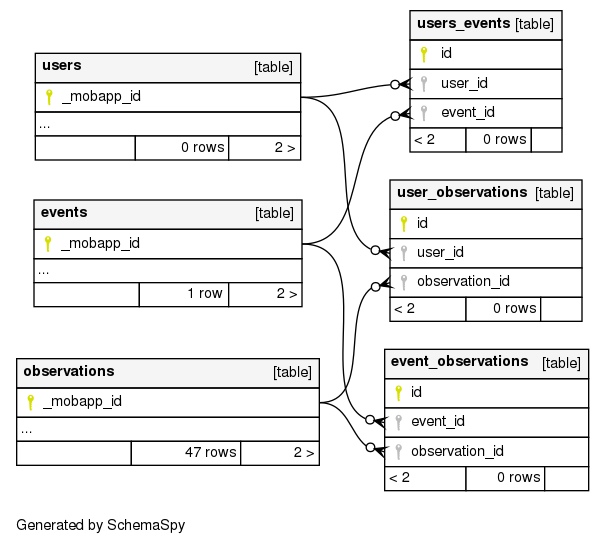 users [table]
_mobapp_id
...
0 rows 2 >
events [table]
_mobapp_id
...
1 row 2 >
observations [table]
_mobapp_id
...
47 rows 2 >
users_events [table]
id
user_id
event_id
< 2 0 rows
user_observations [table]
id
user_id
observation_id
< 2 0 rows
event_observations [table]
id
event_id
observation_id
< 2 0 rows
Generated by SchemaSpy